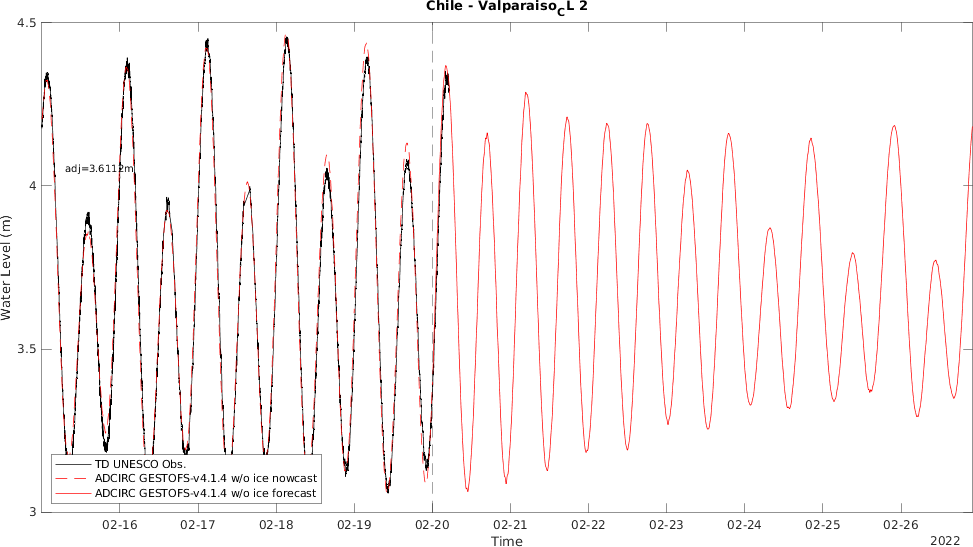 Chile - Valparaiso_CL 2
4.5
adj=3.6112m
4
Water Level (m)
3.5
TD UNESCO Obs.
ADCIRC GESTOFS-v4.1.4 w/o ice nowcast
ADCIRC GESTOFS-v4.1.4 w/o ice forecast
3
02-16 02-17 02-18 02-19 02-20 02-21 02-22 02-23 02-24 02-25 02-26
Time
2022